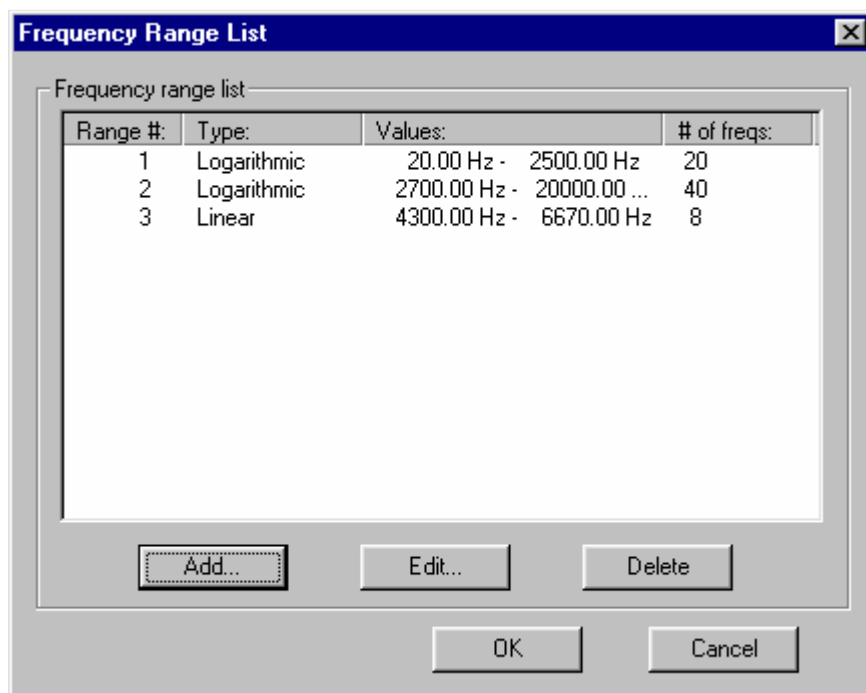 Frequency Range List
Frequency range list
Range #: Type: Values: # of freqs:
1 Logarithmic 20.00 Hz - 2500.00 Hz 20
2 Logarithmic 2700.00 Hz - 20000.00 ... 40
3 Linear 4300.00 Hz - 6670.00 Hz 8
Add... Edit... Delete
OK Cancel